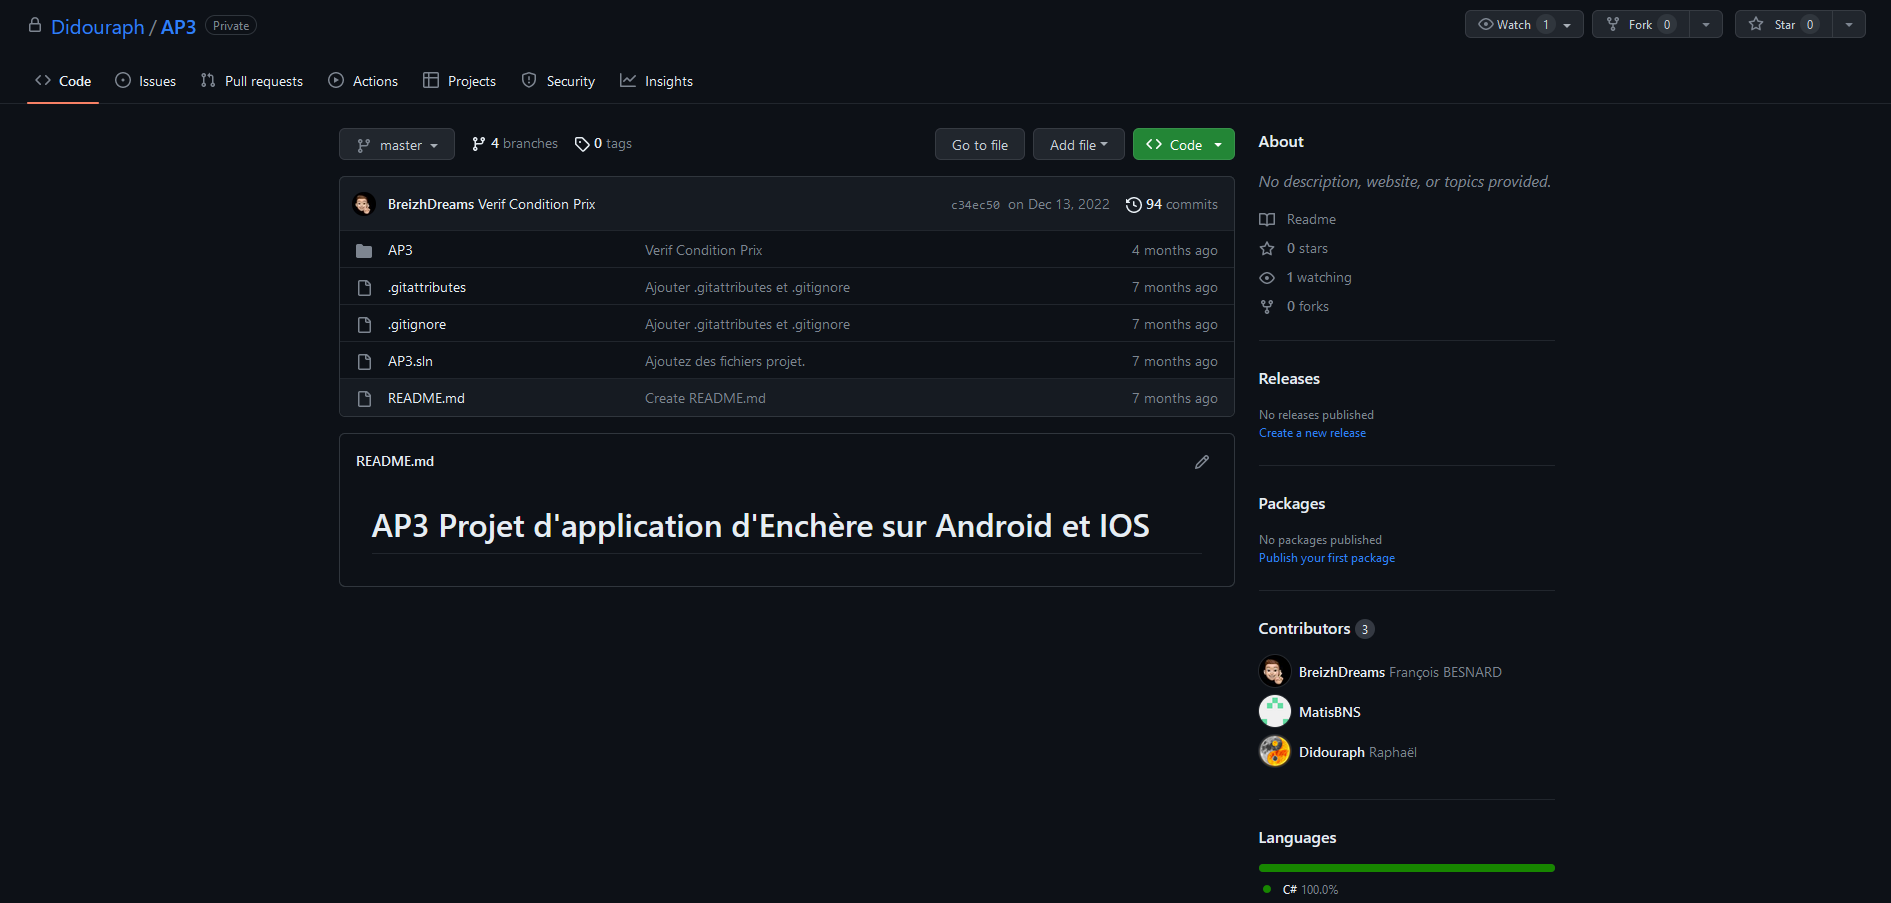 Didouraph / AP3 Private
Watch 1 Fork 0 Star 0
Code Issues Pull requests Actions Projects Security Insights
master 4 branches 0 tags Go to file Add file Code
BreizhDreams Verif Condition Prix c34ec50 on Dec 13, 2022 94 commits
AP3 Verif Condition Prix 4 months ago
.gitattributes Ajouter .gitattributes et .gitignore 7 months ago
.gitignore Ajouter .gitattributes et .gitignore 7 months ago
AP3.sln Ajoutez des fichiers projet. 7 months ago
README.md Create README.md 7 months ago
README.md
AP3 Projet d'application d'Enchère sur Android et IOS
About
No description, website, or topics provided.
Readme
0 stars
1 watching
0 forks
Releases
No releases published
Create a new release
Packages
No packages published
Publish your first package
Contributors 3
BreizhDreams François BESNARD
MatisBNS
Didouraph Raphaël
Languages
C# 100.0%